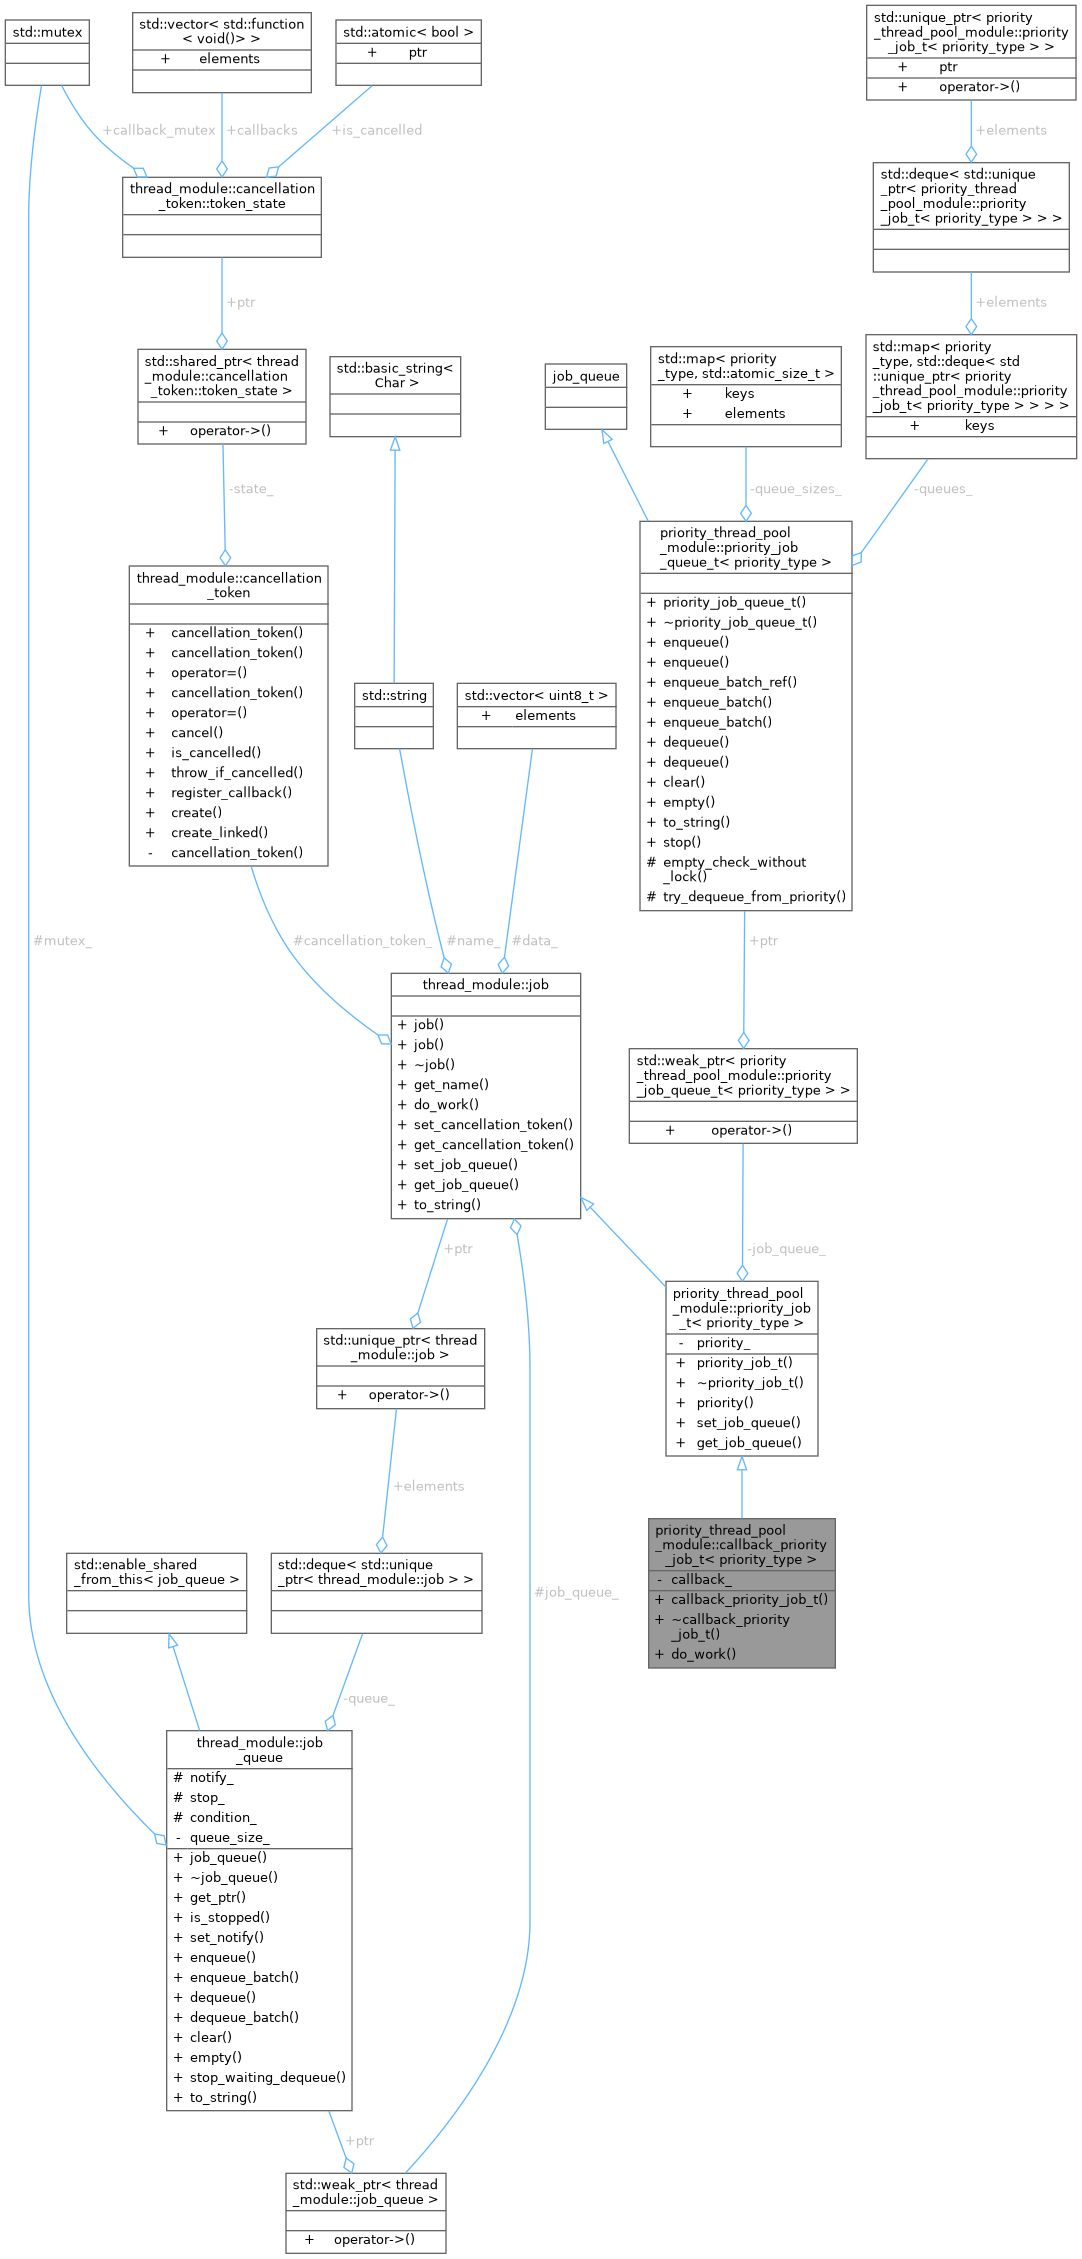 std::mutex
std::vector< std::function
< void()> >
+ elements
std::atomic< bool >
+ ptr
std::unique_ptr< priority
_thread_pool_module::priority
_job_t< priority_type > >
+ ptr
+ operator->()
+callback_mutex
+callbacks
+is_cancelled
+elements
thread_module::cancellation
_token::token_state
std::deque< std::unique
_ptr< priority_thread
_pool_module::priority
_job_t< priority_type > > >
+ptr
+elements
std::shared_ptr< thread
_module::cancellation
_token::token_state >
+ operator->()
std::basic_string<
Char >
job_queue
std::map< priority
_type, std::atomic_size_t >
+ keys
+ elements
std::map< priority
_type, std::deque< std
::unique_ptr< priority
_thread_pool_module::priority
_job_t< priority_type > > > >
+ keys
-state_
-queue_sizes_
-queues_
thread_module::cancellation
_token
+ cancellation_token()
+ cancellation_token()
+ operator=()
+ cancellation_token()
+ operator=()
+ cancel()
+ is_cancelled()
+ throw_if_cancelled()
+ register_callback()
+ create()
+ create_linked()
- cancellation_token()
std::string
std::vector< uint8_t >
+ elements
priority_thread_pool
_module::priority_job
_queue_t< priority_type >
+ priority_job_queue_t()
+ ~priority_job_queue_t()
+ enqueue()
+ enqueue()
+ enqueue_batch_ref()
+ enqueue_batch()
+ enqueue_batch()
+ dequeue()
+ dequeue()
+ clear()
+ empty()
+ to_string()
+ stop()
# empty_check_without
_lock()
# try_dequeue_from_priority()
#mutex_
#cancellation_token_
#name_
#data_
+ptr
thread_module::job
+ job()
+ job()
+ ~job()
+ get_name()
+ do_work()
+ set_cancellation_token()
+ get_cancellation_token()
+ set_job_queue()
+ get_job_queue()
+ to_string()
std::weak_ptr< priority
_thread_pool_module::priority
_job_queue_t< priority_type > >
+ operator->()
+ptr
-job_queue_
std::unique_ptr< thread
_module::job >
+ operator->()
priority_thread_pool
_module::priority_job
_t< priority_type >
- priority_
+ priority_job_t()
+ ~priority_job_t()
+ priority()
+ set_job_queue()
+ get_job_queue()
+elements
std::enable_shared
_from_this< job_queue >
std::deque< std::unique
_ptr< thread_module::job > >
#job_queue_
priority_thread_pool
_module::callback_priority
_job_t< priority_type >
- callback_
+ callback_priority_job_t()
+ ~callback_priority
_job_t()
+ do_work()
-queue_
thread_module::job
_queue
# notify_
# stop_
# condition_
- queue_size_
+ job_queue()
+ ~job_queue()
+ get_ptr()
+ is_stopped()
+ set_notify()
+ enqueue()
+ enqueue_batch()
+ dequeue()
+ dequeue_batch()
+ clear()
+ empty()
+ stop_waiting_dequeue()
+ to_string()
+ptr
std::weak_ptr< thread
_module::job_queue >
+ operator->()